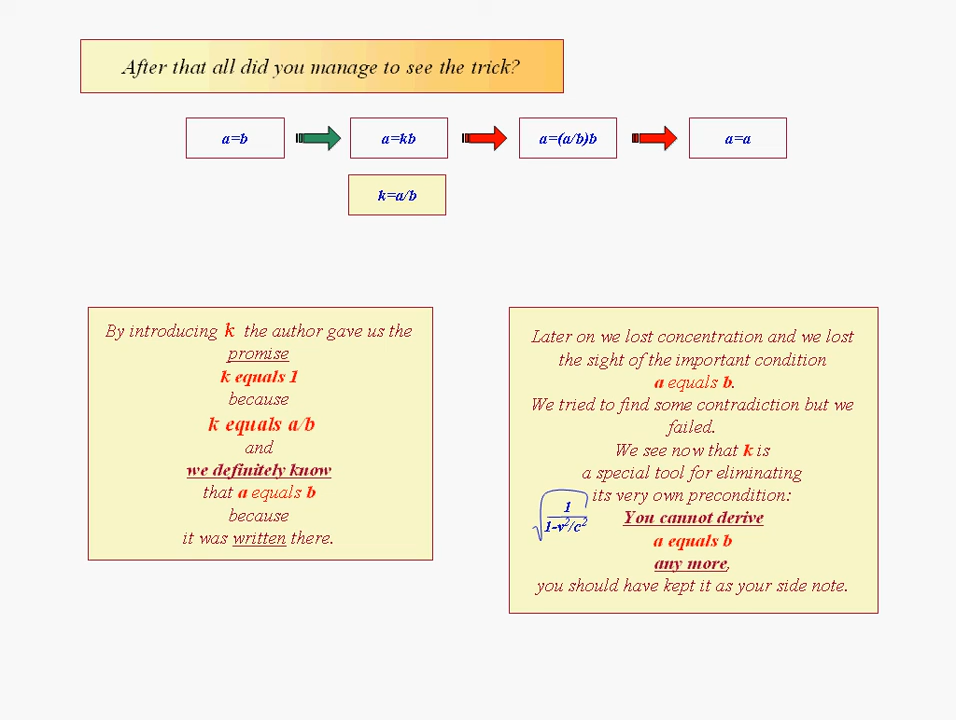 After that all did you manage to see the trick?
a=b
a=kb
a=(a/b)b
a=a
k=a/b
By introducing k the author gave us the
promise
k equals 1
because
k equals a/b
and
we definitely know
that a equals b
because
it was written there.
Later on we lost concentration and we lost
the sight of the important condition
a equals b.
We tried to find some contradiction but we
failed.
We see now that k is
a special tool for eliminating
its very own precondition:
You cannot derive
a equals b
any more,
you should have kept it as your side note.
√1
1-v²/c²